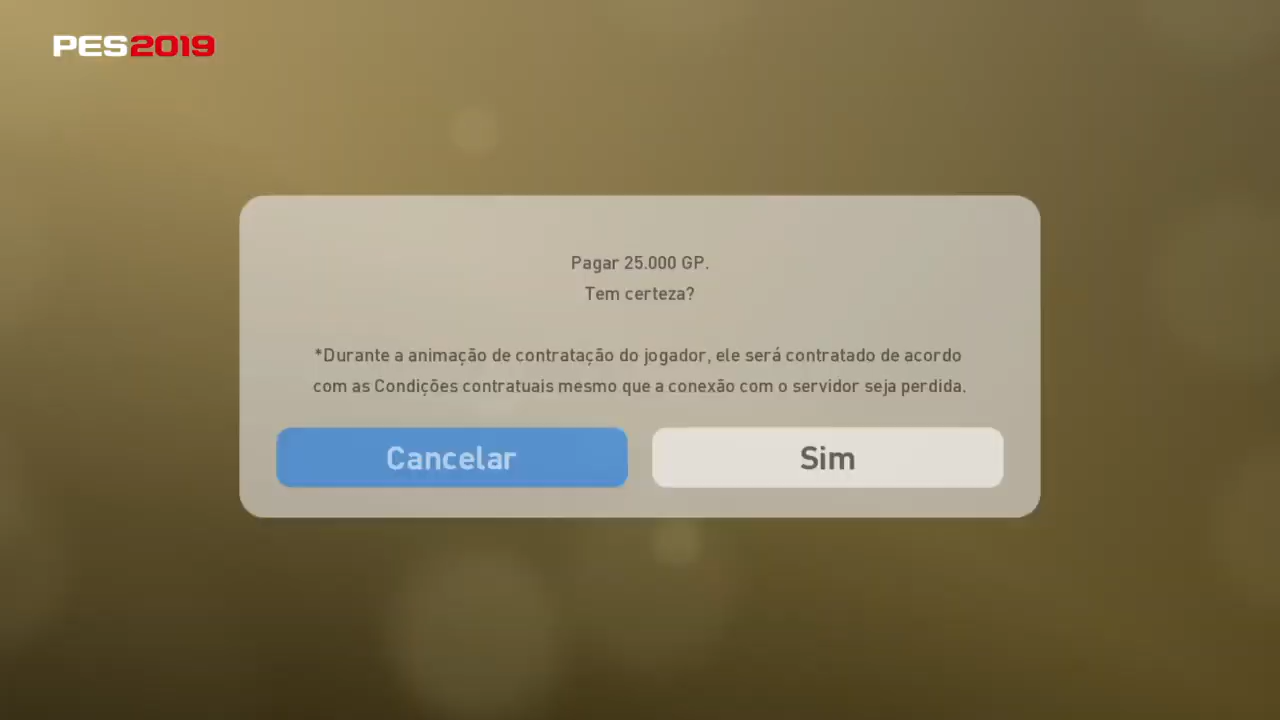 PES2019
Pagar 25.000 GP.
Tem certeza?
*Durante a animação de contratação do jogador, ele será contratado de acordo
com as Condições contratuais mesmo que a conexão com o servidor seja perdida.
Cancelar
Sim